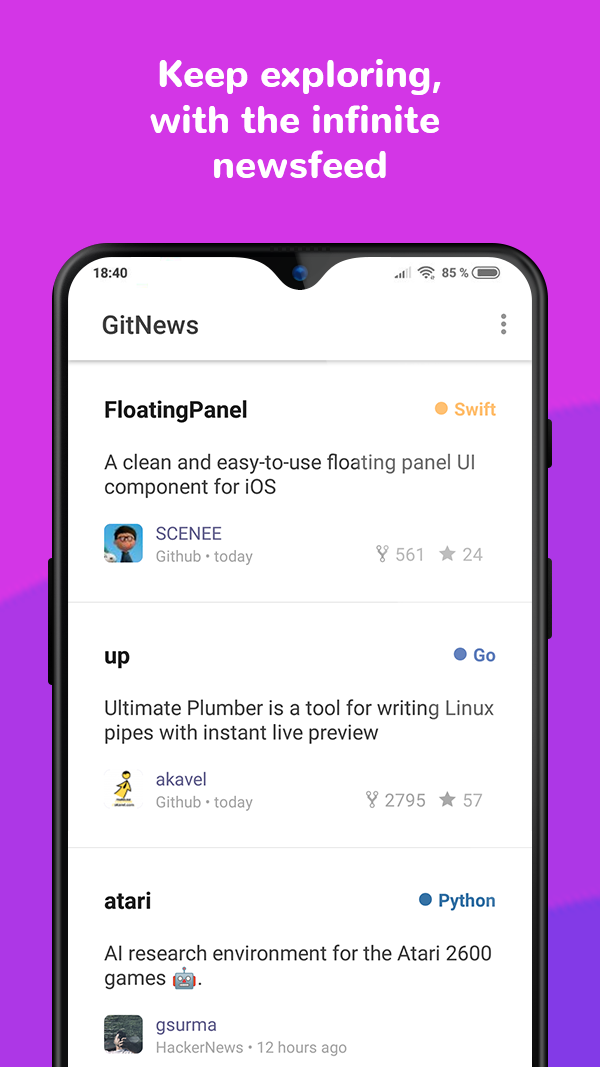 Keep exploring,
with the infinite
newsfeed
18:40
85 %
GitNews
FloatingPanel
Swift
A clean and easy-to-use floating panel UI
component for iOS
SCENEE
Github • today
561
24
up
Go
Ultimate Plumber is a tool for writing Linux
pipes with instant live preview
akavel
Github • today
2795
57
atari
Python
AI research environment for the Atari 2600
games 🤖.
gsurma
HackerNews • 12 hours ago